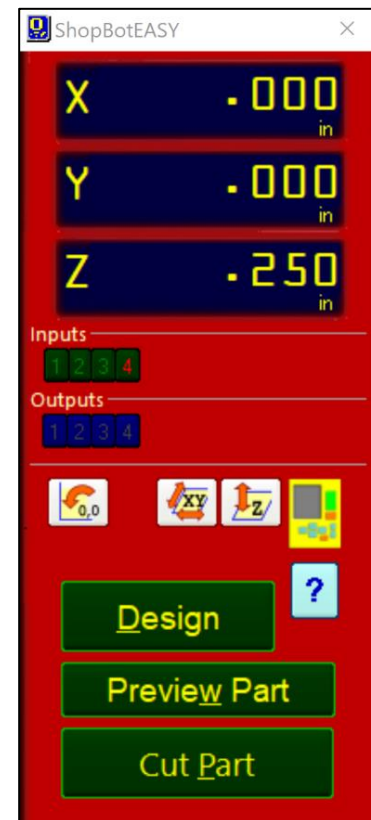 ShopBotEASY
X .000
in
Y .000
in
Z .250
in
Inputs
1 2 3 4
Outputs
1 2 3 4
0,0 XY Z
?
Design
Preview Part
Cut Part